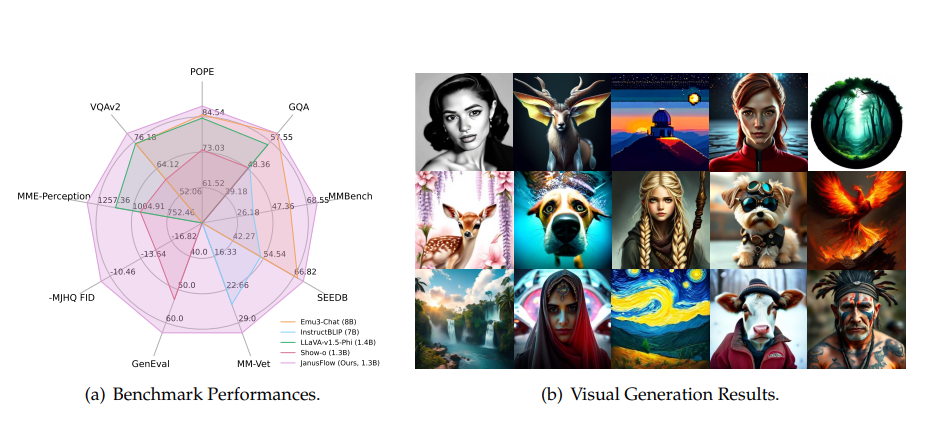 POPE
VQAv2
GQA
84.54
76.18
57.55
73.03
64.12
48.36
61.52
52.06
39.18
MME-Perception
1257.36
1004.91
752.46
26.18
47.36
68.55
MMBench
-16.82
42.27
-13.64
40.0
16.33
54.54
-10.46
66.82
-MJHQ FID
50.0
22.66
SEEDB
60.0
29.0
Emu3-Chat (8B)
InstructBLIP (7B)
LLaVA-v1.5-Phi (1.4B)
Show-o (1.3B)
GenEval
MM-Vet
JanusFlow (Ours, 1.3B)
(a) Benchmark Performances.
(b) Visual Generation Results.